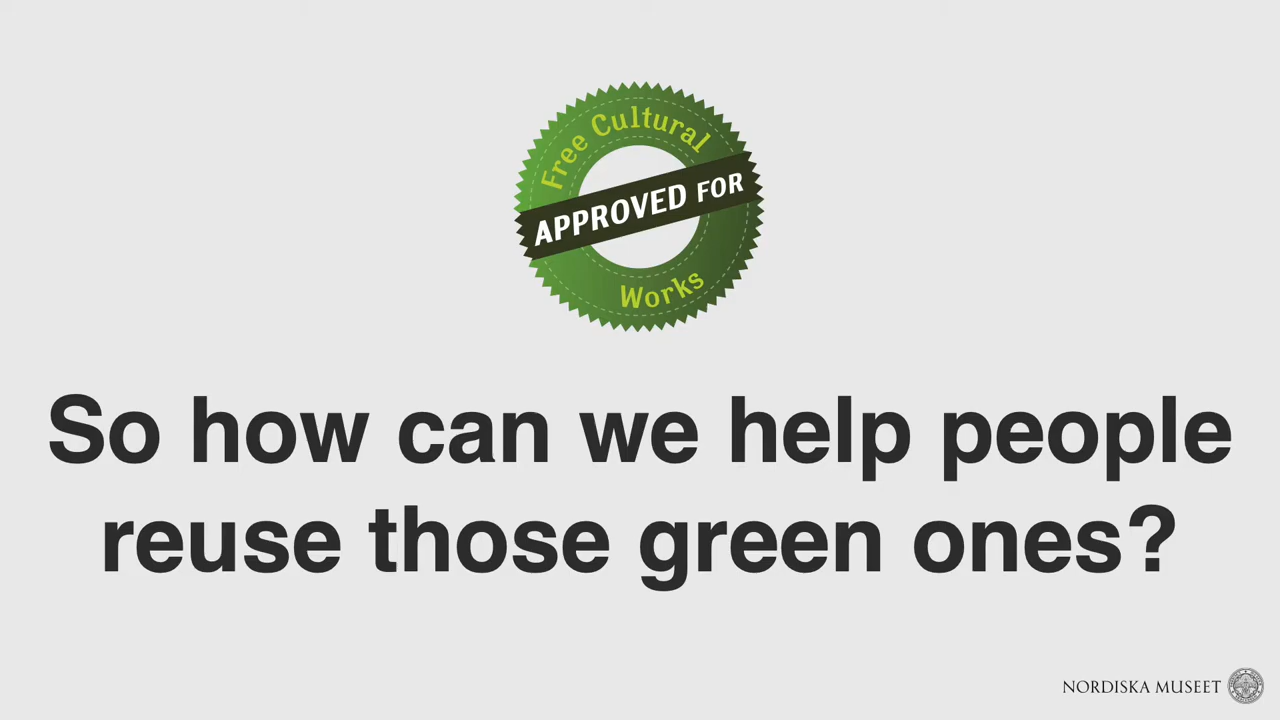 Free Cultural
APPROVED FOR
Works
So how can we help people
reuse those green ones?
NORDISKA MUSEET